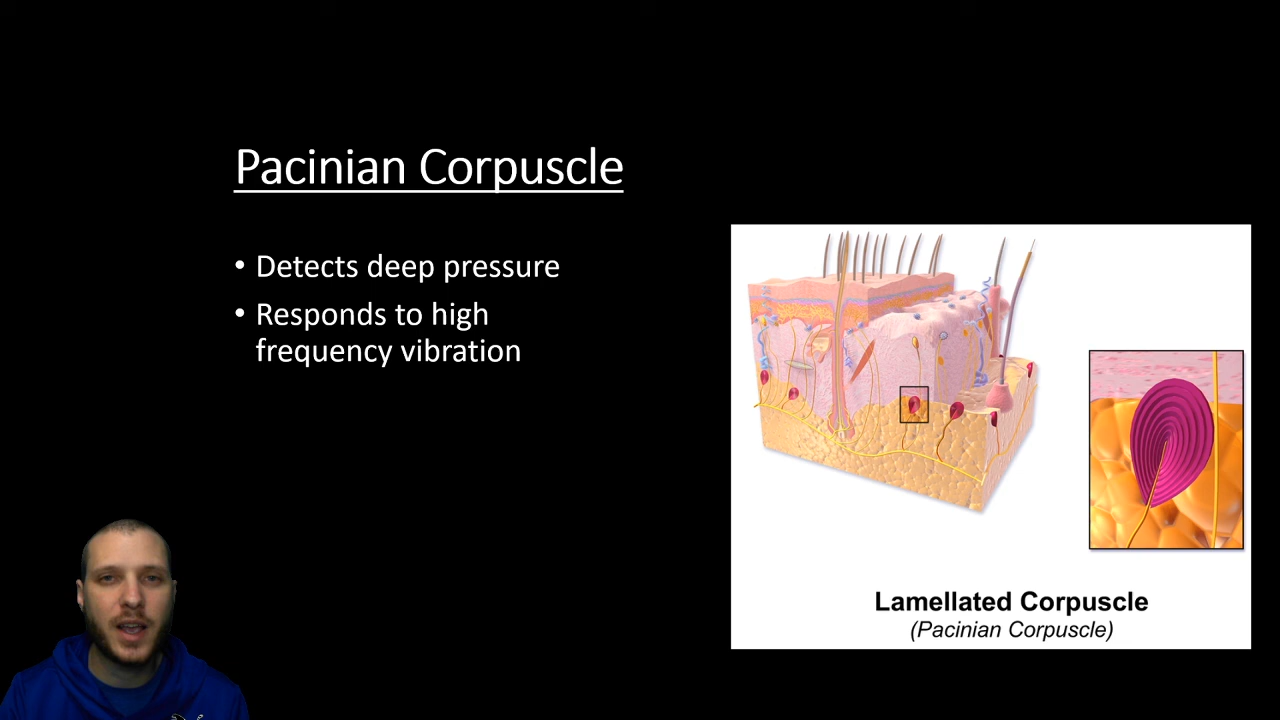 Pacinian Corpuscle
• Detects deep pressure
• Responds to high
frequency vibration
Lamellated Corpuscle
(Pacinian Corpuscle)